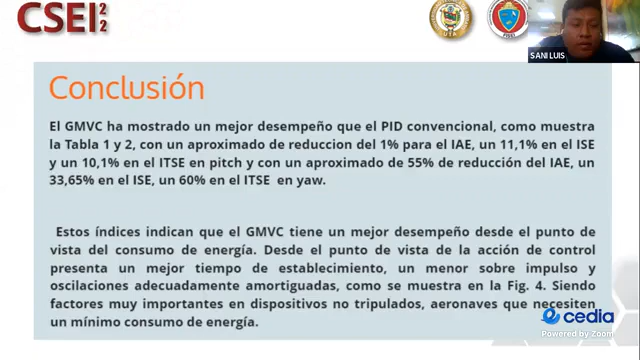 CSEI 2
2
UTA
FISEI
SANI LUIS
Conclusión
El GMVC ha mostrado un mejor desempeño que el PID convencional, como muestra
la Tabla 1 y 2, con un aproximado de reduccion del 1% para el IAE, un 11,1% en el ISE
y un 10,1% en el ITSE en pitch y con un aproximado de 55% de reducción del IAE, un
33,65% en el ISE, un 60% en el ITSE en yaw.
Estos índices indican que el GMVC tiene un mejor desempeño desde el punto de
vista del consumo de energía. Desde el punto de vista de la acción de control
presenta un mejor tiempo de establecimiento, un menor sobre impulso y
oscilaciones adecuadamente amortiguadas, como se muestra en la Fig. 4. Siendo
factores muy importantes en dispositivos no tripulados, aeronaves que necesiten
un mínimo consumo de energía.
cedia
Powered by Zoom